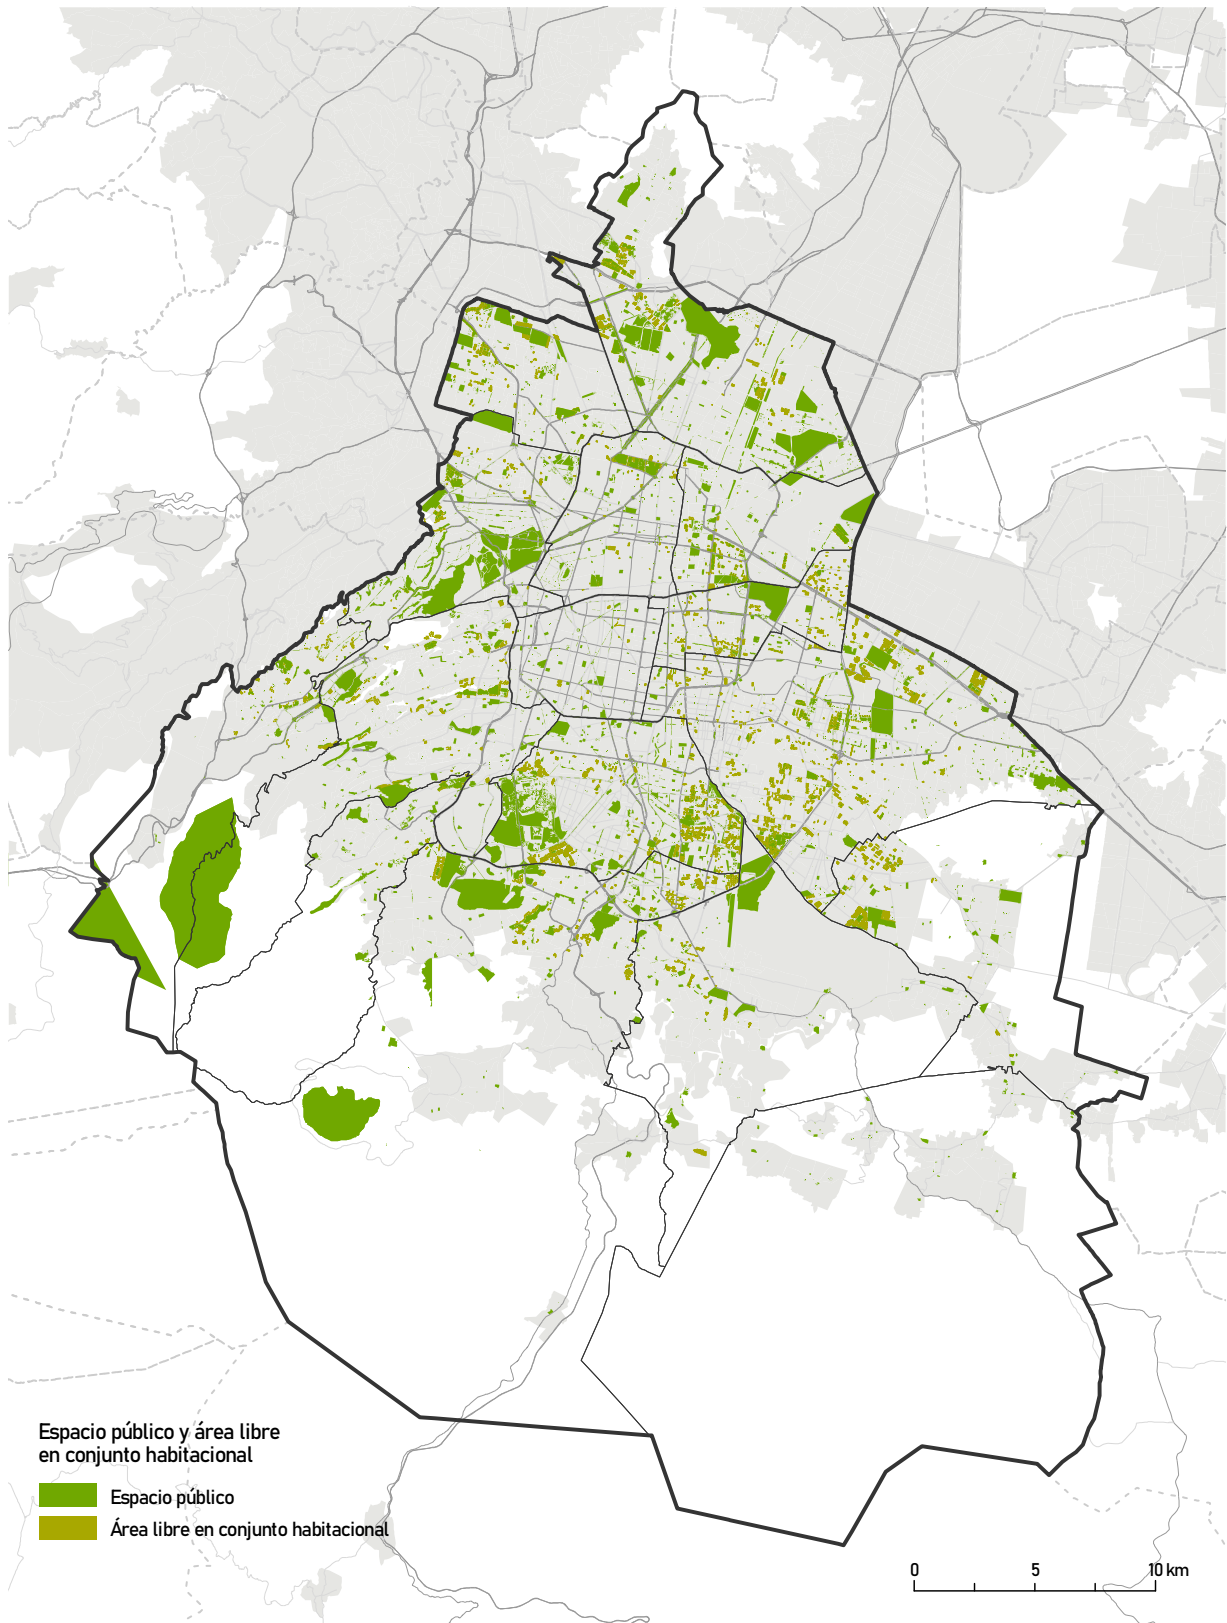 Espacio público y área libre
en conjunto habitacional
Espacio público
Área libre en conjunto habitacional
0 5 10 km